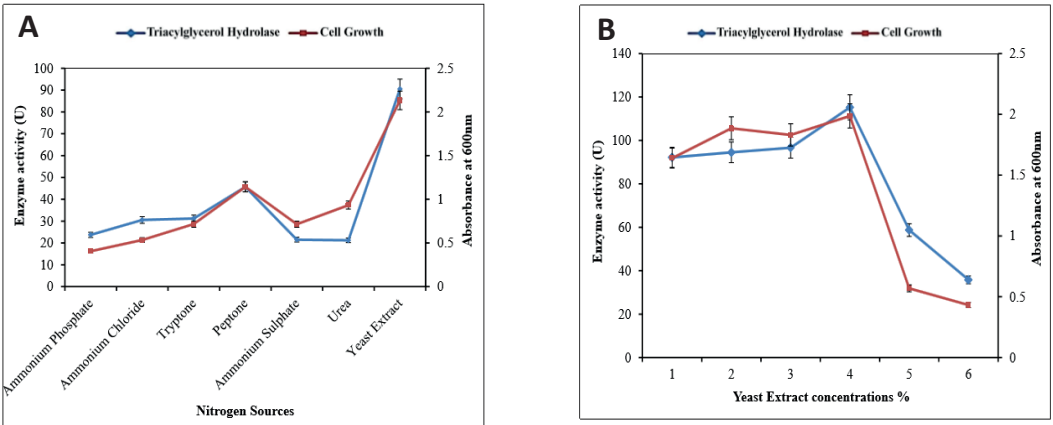 A
Triacylglycerol Hydrolase
Cell Growth
Enzyme activity (U)
100
90
80
70
60
50
40
30
20
10
0
2.5
2
1.5
1
0.5
0
Absorbance at 600nm
Ammonium Phosphate
Ammonium Chloride
Tryptone
Peptone
Ammonium Sulphate
Urea
Yeast Extract
Nitrogen Sources
B
Triacylglycerol Hydrolase
Cell Growth
Enzyme activity (U)
140
120
100
80
60
40
20
0
2.5
2
1.5
1
0.5
0
Absorbance at 600nm
1 2 3 4 5 6
Yeast Extract concentrations %